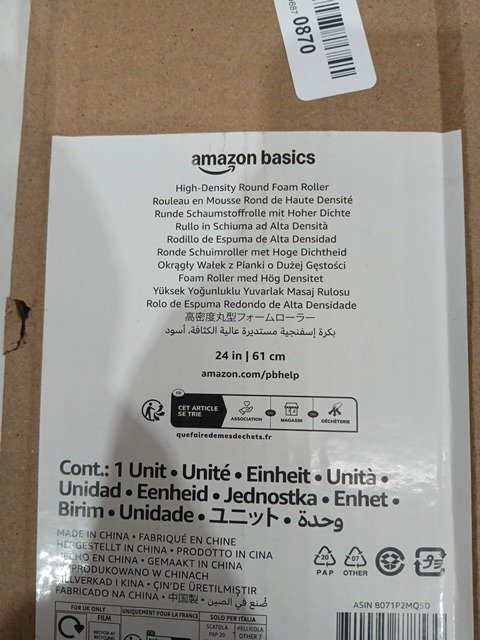 0870
amazon basics
High-Density Round Foam Roller
Rouleau en Mousse Rond de Haute Densité
Runde Schaumstoffrolle mit Hoher Dichte
Rullo in Schiuma ad Alta Densità
Rodillo de Espuma de Alta Densidad
Ronde Schuimroller met Hoge Dichtheid
Okrągły Wałek z Pianki o Dużej Gęstości
Foam Roller med Hög Densitet
Yüksek Yoğunluklu Yuvarlak Masaj Rulosu
Rolo de Espuma Redondo de Alta Densidade
高密度丸型フォームローラー
بكرة إسفنجية مستديرة عالية الكثافة، أسود
24 in | 61 cm
amazon.com/pbhelp
FR
CET ARTICLE
SE TRIE
ASSOCIATION OU MAGASIN OU DÉCHÈTERIE
quefairedemesdechets.fr
Cont.: 1 Unit • Unité • Einheit • Unità •
Unidad • Eenheid • Jednostka • Enhet •
Birim • Unidade • ユニット • وحدة
MADE IN CHINA • FABRIQUÉ EN CHINE
HERGESTELLT IN CHINA • PRODOTTO IN CINA
HECHO EN CHINA • GEMAAKT IN CHINA
WYPRODUKOWANO W CHINACH
TILLVERKAD I KINA • ÇİN'DE ÜRETİLMİŞTİR
FABRICADO NA CHINA • 中国製 • صُنع في الصين
20
PAP
07
OTHER
ASIN B071P2MQSD
FOR UK ONLY
UNIQUEMENT POUR LA FRANCE
SOLO PER ITALIA
FILM
SCATOLA
PAP 20
PELLICOLA
OTHER 7
RECYCLE